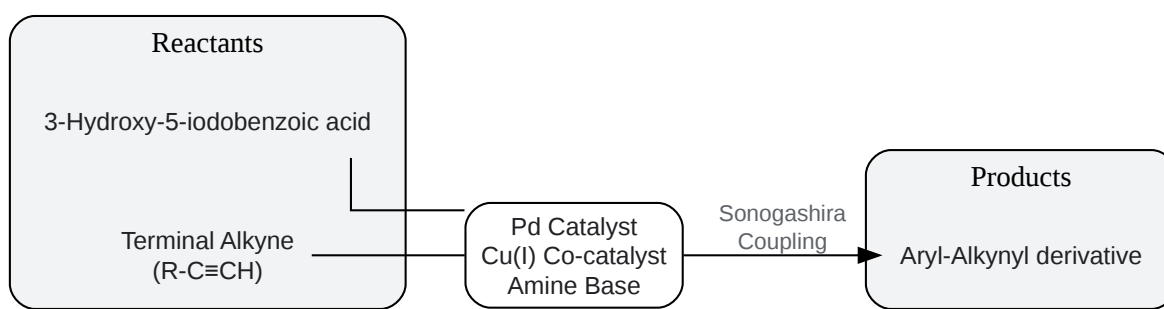 Reactants
3-Hydroxy-5-iodobenzoic acid
Terminal Alkyne
(R-C≡CH)
Pd Catalyst
Cu(I) Co-catalyst
Amine Base
Sonogashira
Coupling
Products
Aryl-Alkynyl derivative